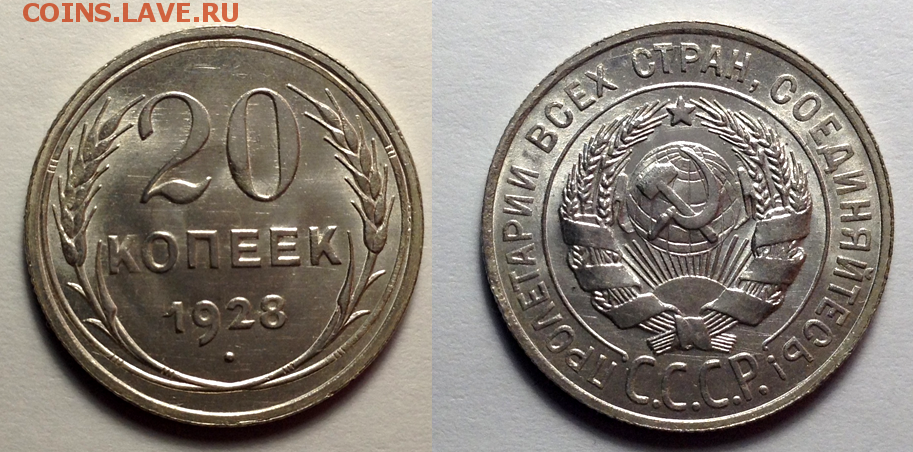 COINS.LAVE.RU
20
КОПЕЕК
1928
ПРОЛЕТАРИИ ВСЕХ СТРАН, СОЕДИНЯЙТЕСЬ!
С.С.С.Р.